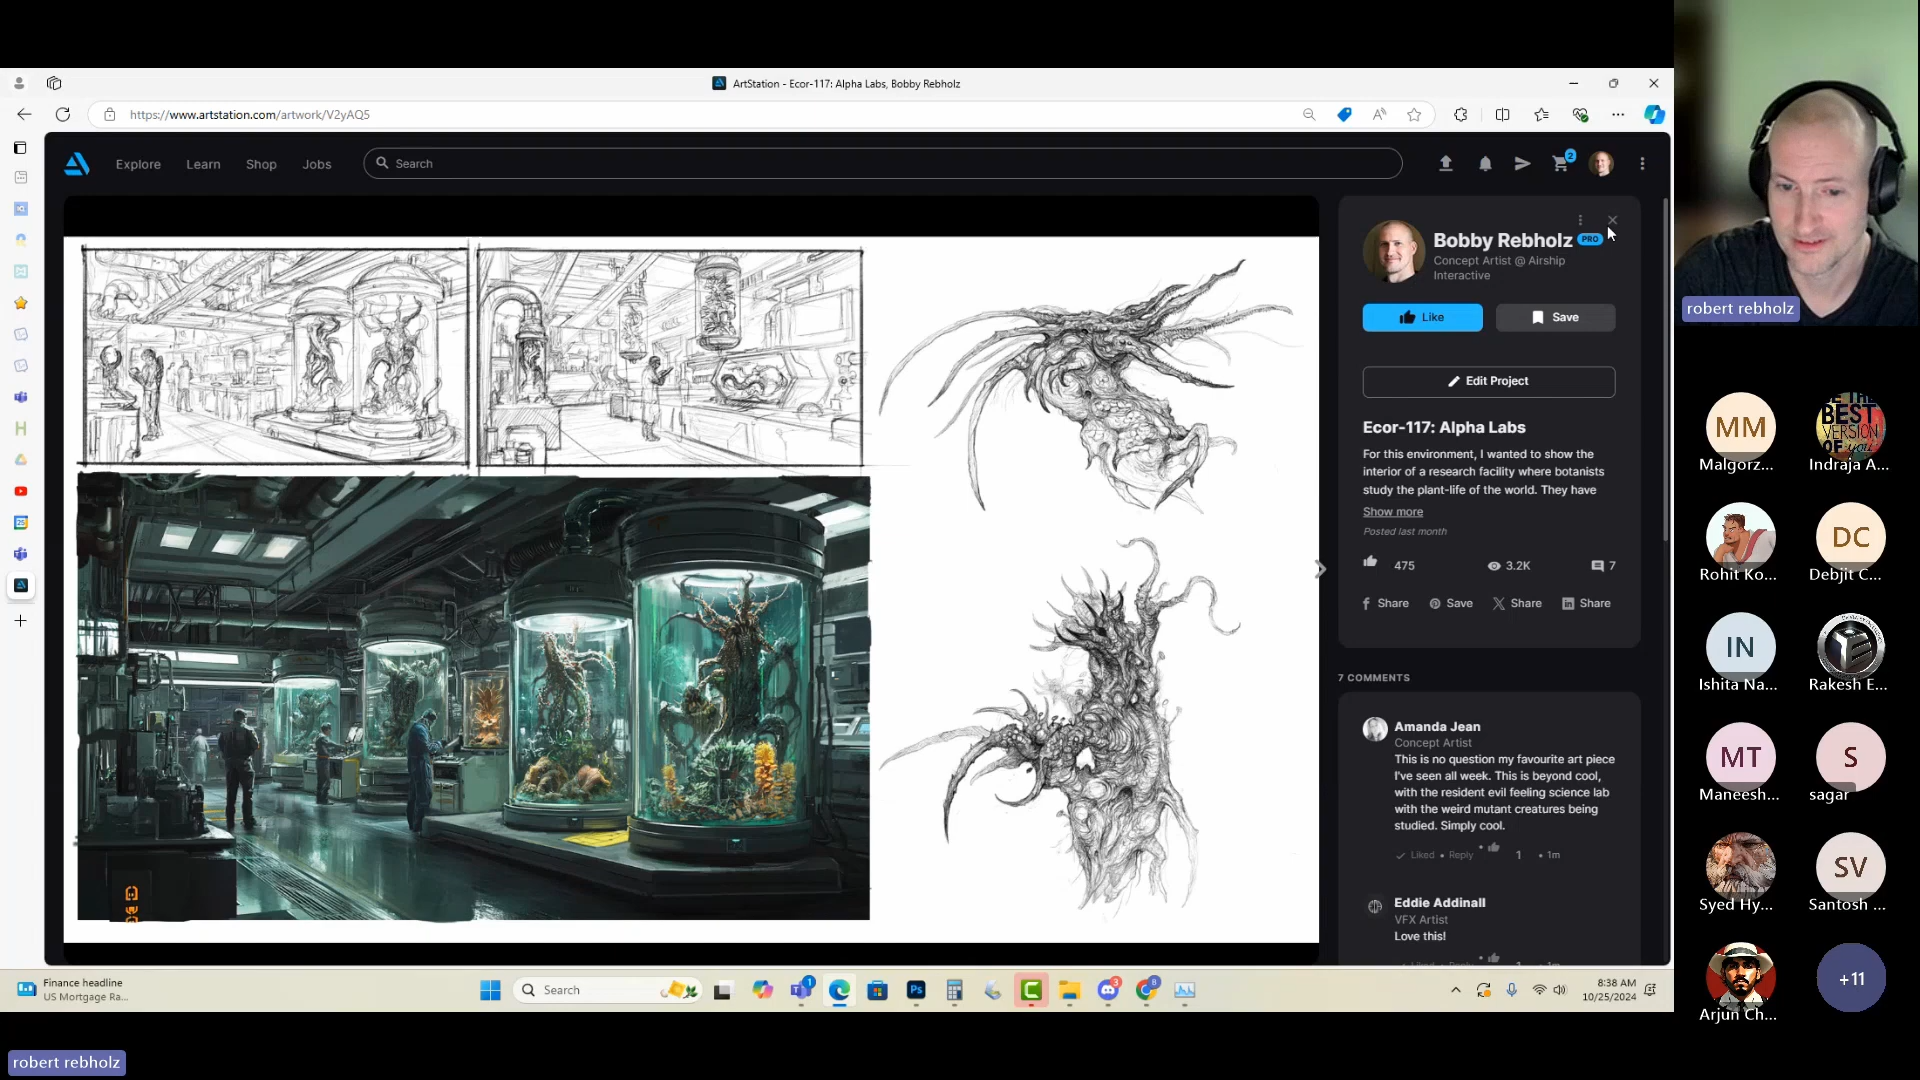 ArtStation - Ecor-117: Alpha Labs, Bobby Rebholz
https://www.artstation.com/artwork/V2yAQ5
Explore
Learn
Shop
Jobs
Search
2
Bobby Rebholz PRO
Concept Artist @ Airship
Interactive
Like
Save
Edit Project
Ecor-117: Alpha Labs
For this environment, I wanted to show the
interior of a research facility where botanists
study the plant-life of the world. They have
Show more
Posted last month
475
3.2K
7
Share
Save
Share
Share
7 COMMENTS
Amanda Jean
Concept Artist
This is no question my favourite art piece
I've seen all week. This is beyond cool,
with the resident evil feeling science lab
with the weird mutant creatures being
studied. Simply cool.
Liked • Reply • 1 • 1m
Eddie Addinall
VFX Artist
Love this!
robert rebholz
MM
Malgorz...
BEST
VERSION
OF you
Indraja A...
Rohit Ko...
DC
Debjit C...
IN
Ishita Na...
Rakesh E...
MT
Maneesh...
S
sagar
Syed Hy...
SV
Santosh ...
Arjun Ch...
+11
Finance headline
US Mortgage Ra...
Search
8:38 AM
10/25/2024
robert rebholz